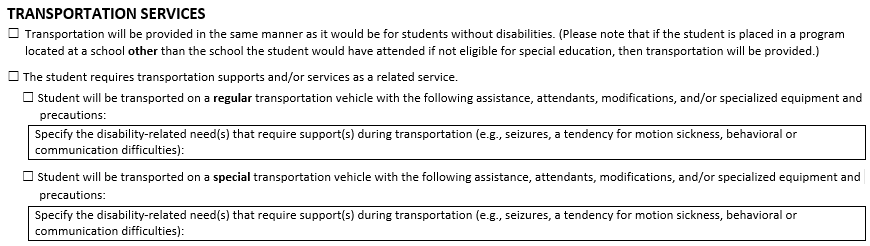 TRANSPORTATION SERVICES
☐ Transportation will be provided in the same manner as it would be for students without disabilities. (Please note that if the student is placed in a program
located at a school other than the school the student would have attended if not eligible for special education, then transportation will be provided.)
☐ The student requires transportation supports and/or services as a related service.
☐ Student will be transported on a regular transportation vehicle with the following assistance, attendants, modifications, and/or specialized equipment and
precautions:
Specify the disability-related need(s) that require support(s) during transportation (e.g., seizures, a tendency for motion sickness, behavioral or
communication difficulties):
☐ Student will be transported on a special transportation vehicle with the following assistance, attendants, modifications, and/or specialized equipment and
precautions:
Specify the disability-related need(s) that require support(s) during transportation (e.g., seizures, a tendency for motion sickness, behavioral or
communication difficulties):